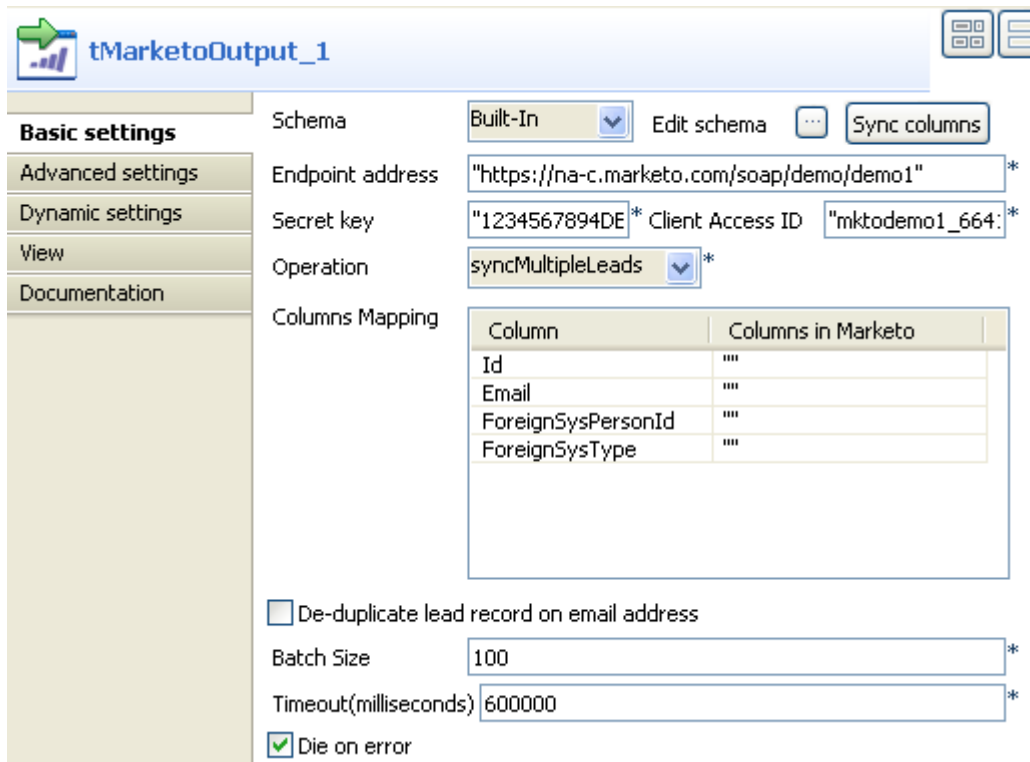 tMarketoOutput_1
Basic settings
Advanced settings
Dynamic settings
View
Documentation
Schema Built-In Edit schema ... Sync columns
Endpoint address "https://na-c.marketo.com/soap/demo/demo1" *
Secret key "1234567894DE * Client Access ID "mktodemo1_6641 *
Operation syncMultipleLeads *
Columns Mapping
Column Columns in Marketo
Id ""
Email ""
ForeignSysPersonId ""
ForeignSysType ""
De-duplicate lead record on email address
Batch Size 100 *
Timeout(milliseconds) 600000 *
Die on error